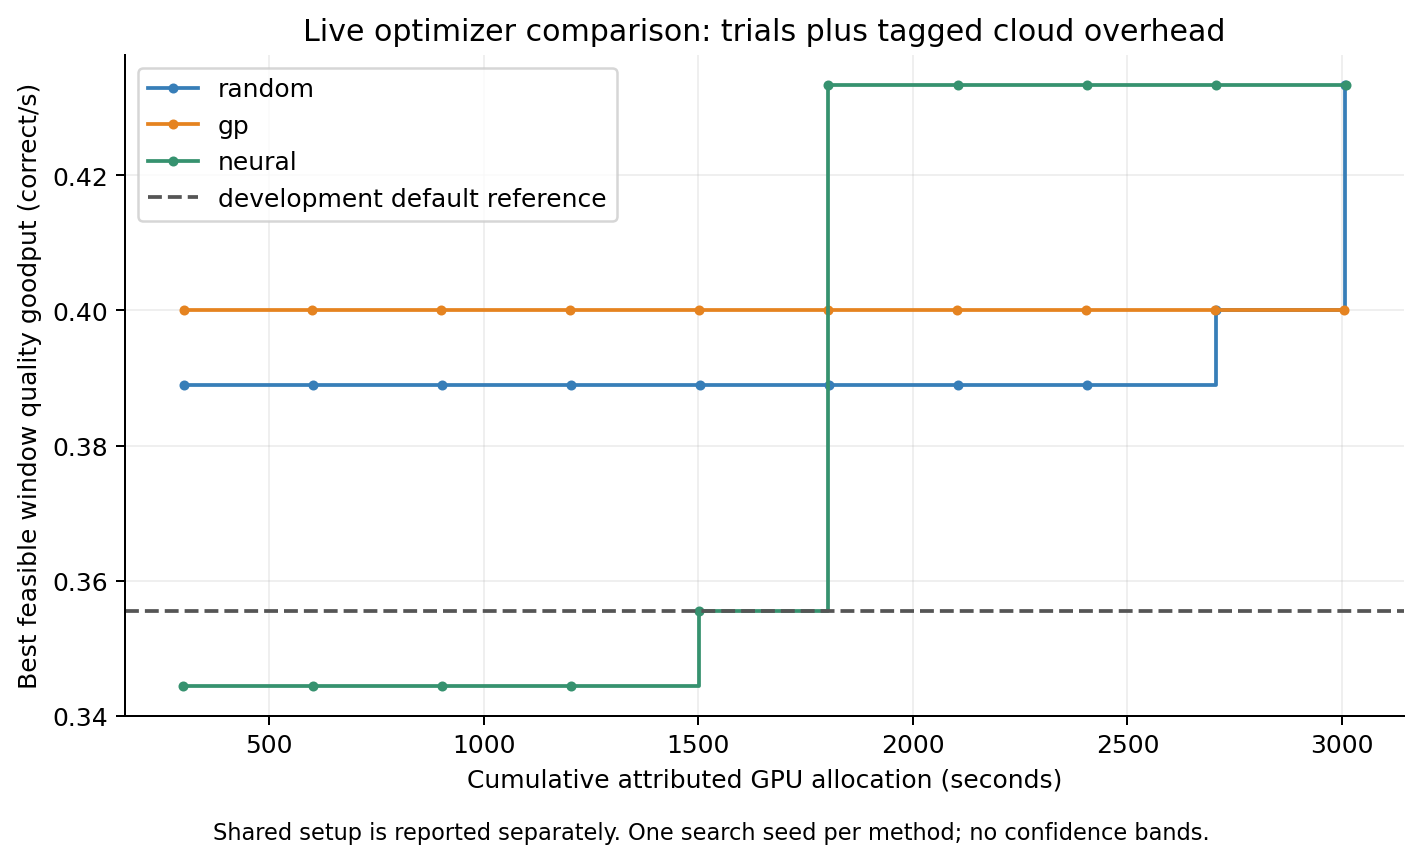 Live optimizer comparison: trials plus tagged cloud overhead
random
gp
neural
development default reference
Best feasible window quality goodput (correct/s)
0.42
0.40
0.38
0.36
0.34
500
1000
1500
2000
2500
3000
Cumulative attributed GPU allocation (seconds)
Shared setup is reported separately. One search seed per method; no confidence bands.